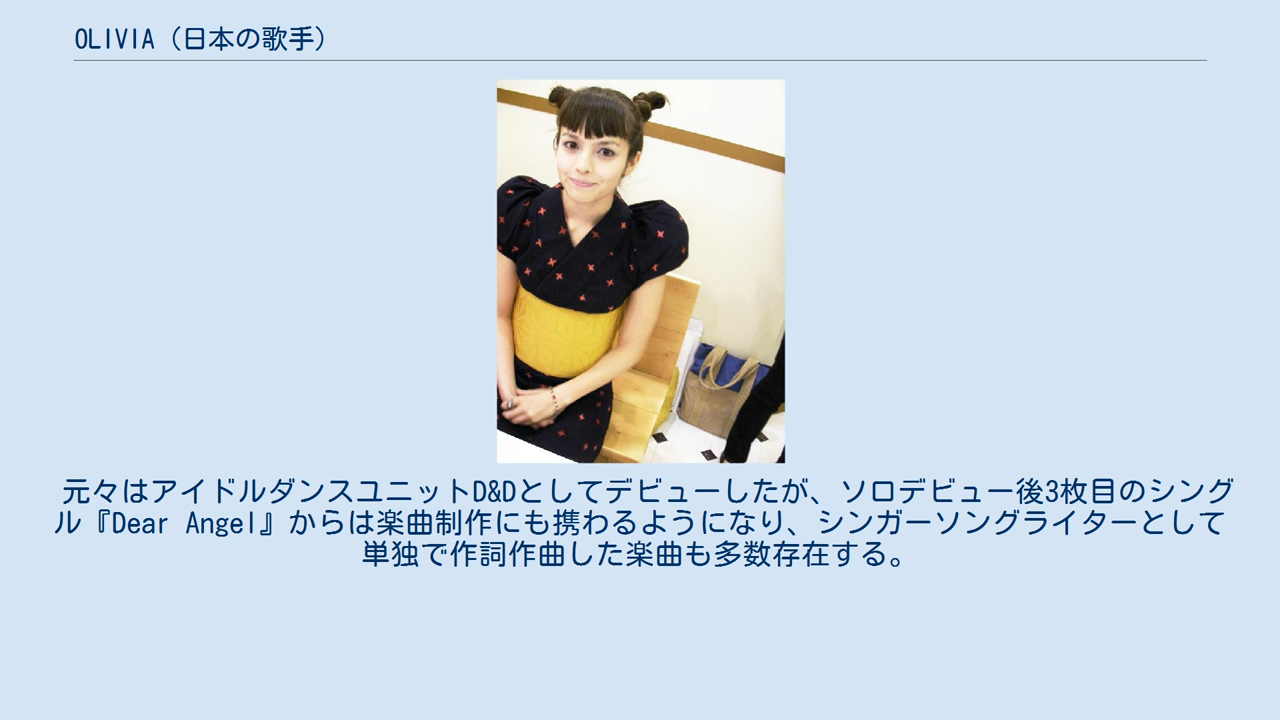 OLIVIA（日本の歌手）
元々はアイドルダンスユニットD&Dとしてデビューしたが、ソロデビュー後3枚目のシング
ル『Dear Angel』からは楽曲制作にも携わるようになり、シンガーソングライターとして
単独で作詞作曲した楽曲も多数存在する。